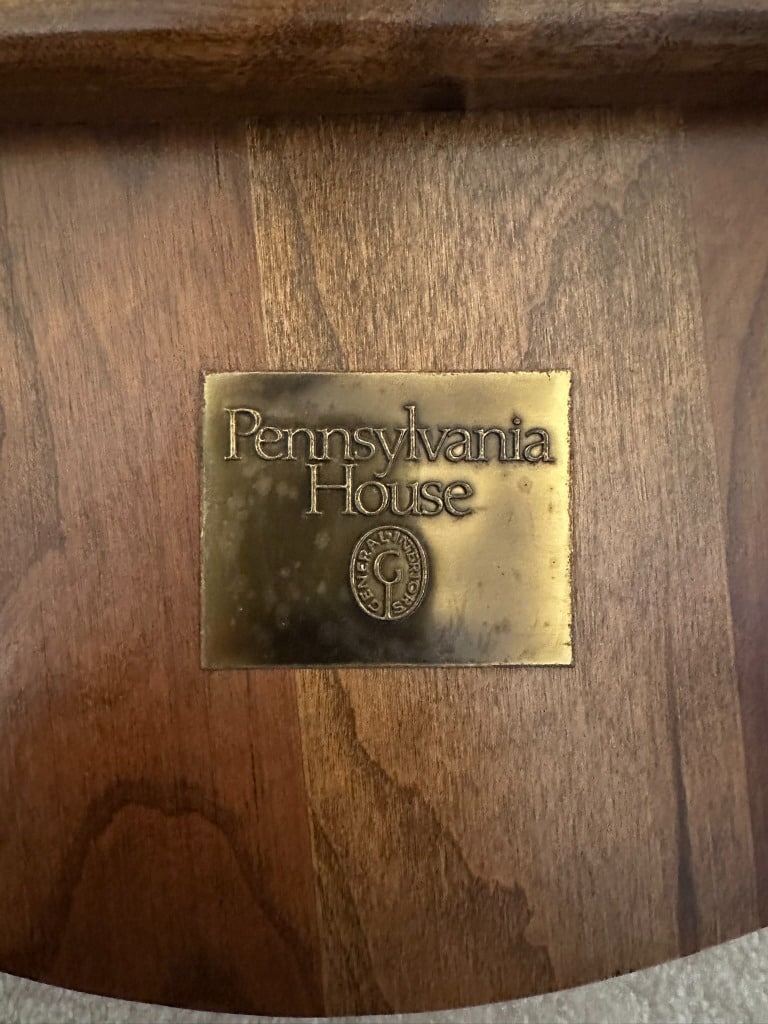 Pennsylvania
House
GENERAL INTERIORS
G